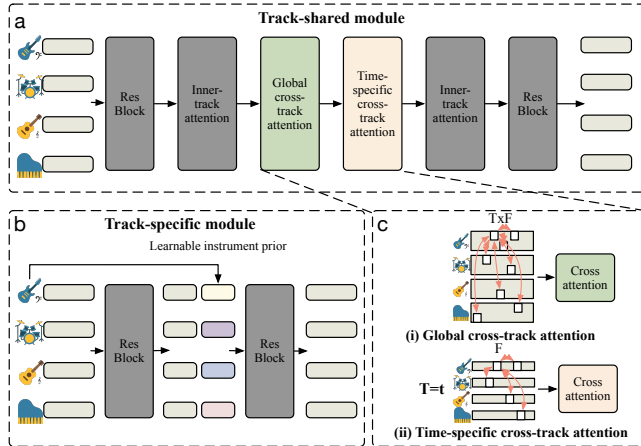 a
Track-shared module
Res
Block
Inner-
track
attention
Global
cross-
track
attention
Time-
specific
cross-
track
attention
Inner-
track
attention
Res
Block
b
Track-specific module
Learnable instrument prior
Res
Block
Res
Block
c
TxF
Cross
attention
(i) Global cross-track attention
F
T=t
Cross
attention
(ii) Time-specific cross-track attention